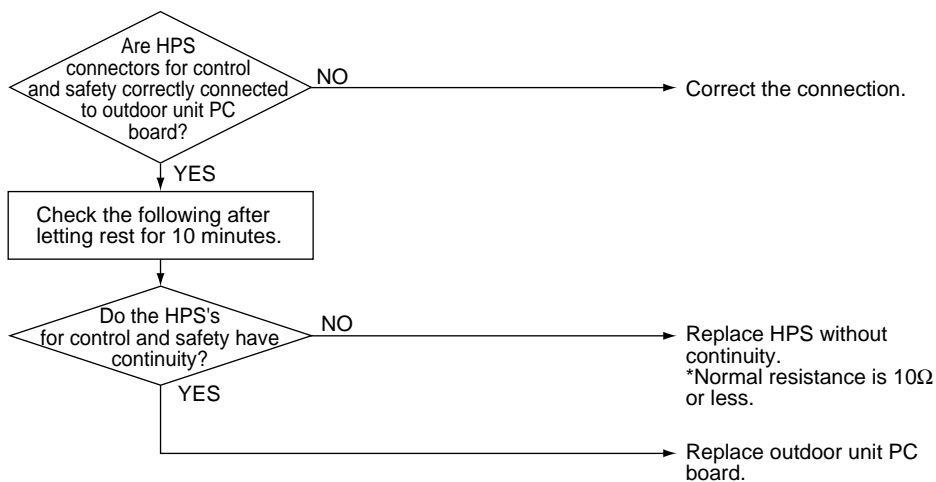 Are HPS
connectors for control
and safety correctly connected
to outdoor unit PC
board?
NO
Correct the connection.
YES
Check the following after
letting rest for 10 minutes.
Do the HPS's
for control and safety have
continuity?
NO
Replace HPS without
continuity.
*Normal resistance is 10Ω
or less.
YES
Replace outdoor unit PC
board.